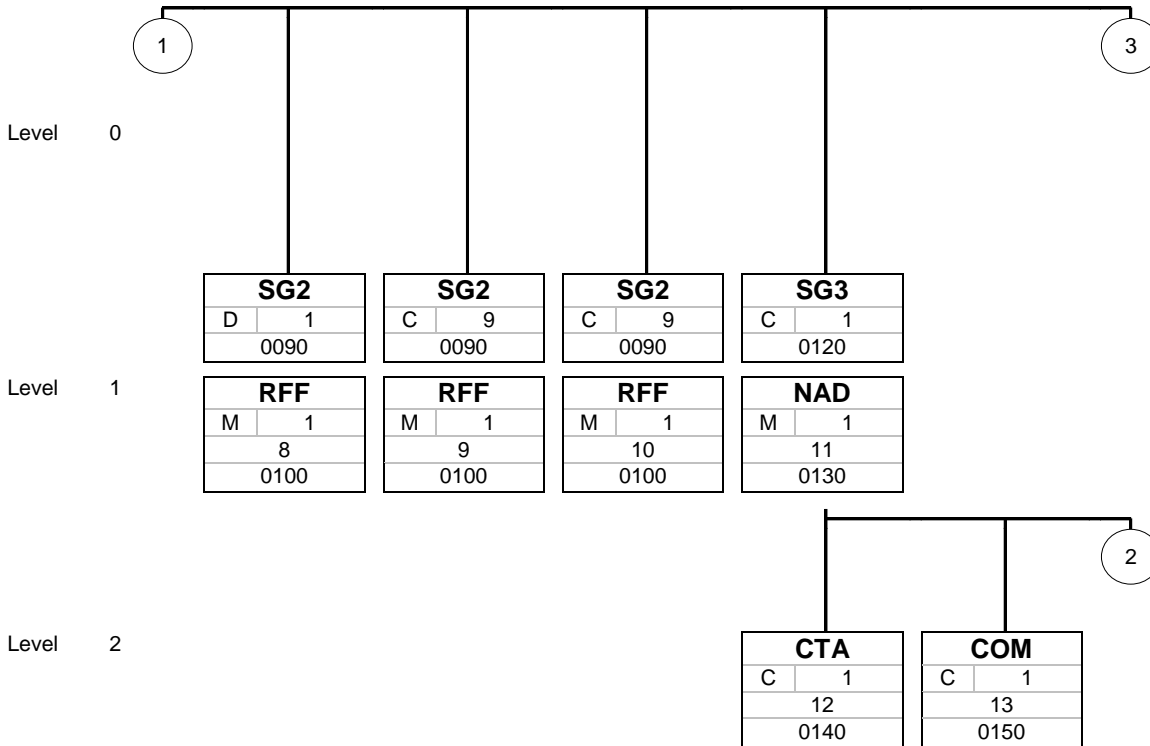 1 3
Level 0
SG2 SG2 SG2 SG3
D 1 C 9 C 9 C 1
0090 0090 0090 0120
Level 1
RFF RFF RFF NAD
M 1 M 1 M 1 M 1
8 9 10 11
0100 0100 0100 0130
2
Level 2
CTA COM
C 1 C 1
12 13
0140 0150